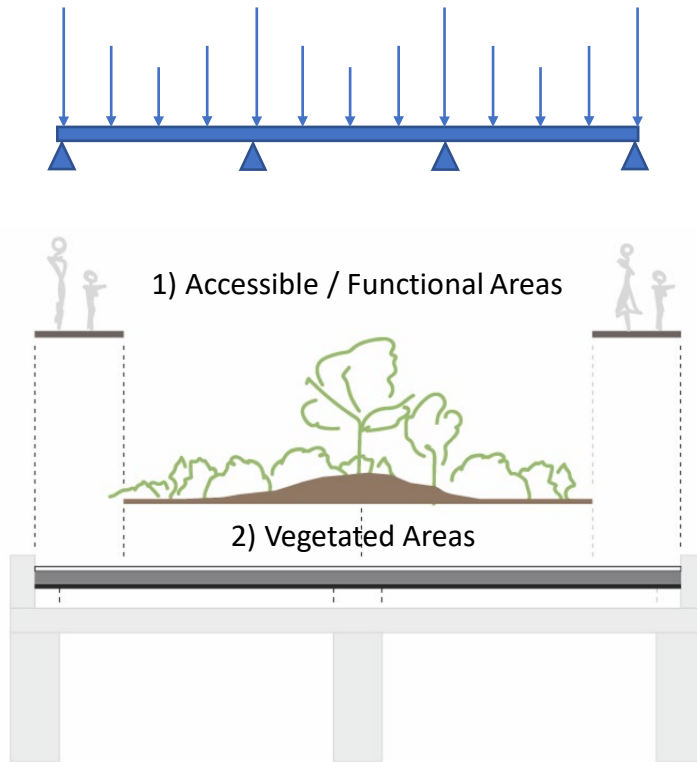 1) Accessible / Functional Areas
2) Vegetated Areas